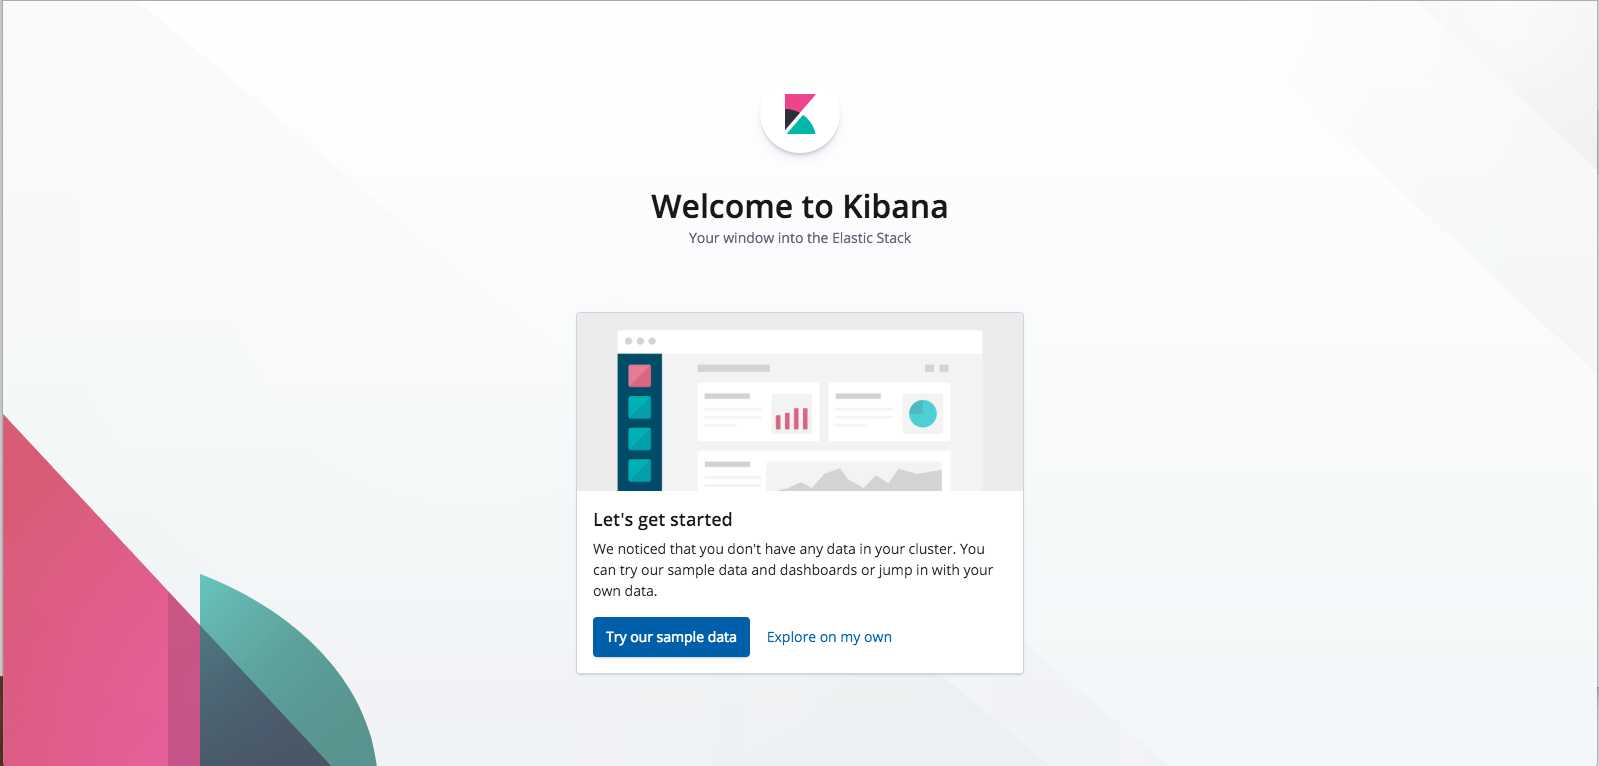 Welcome to Kibana
Your window into the Elastic Stack
Let's get started
We noticed that you don't have any data in your cluster. You
can try our sample data and dashboards or jump in with your
own data.
Try our sample data
Explore on my own